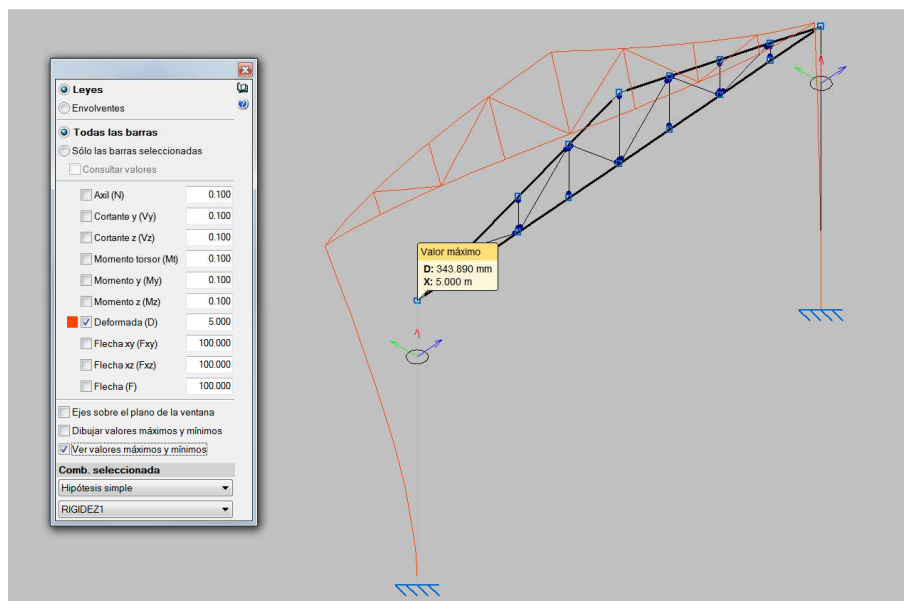 Leyes
Envolventes
Todas las barras
Sólo las barras seleccionadas
Consultar valores
Axil (N) 0.100
Cortante y (Vy) 0.100
Cortante z (Vz) 0.100
Momento torsor (Mt) 0.100
Momento y (My) 0.100
Momento z (Mz) 0.100
Deformada (D) 5.000
Flecha xy (Fxy) 100.000
Flecha xz (Fxz) 100.000
Flecha (F) 100.000
Ejes sobre el plano de la ventana
Dibujar valores máximos y mínimos
Ver valores máximos y mínimos
Comb. seleccionada
Hipótesis simple
RIGIDEZ1
Valor máximo
D: 343.890 mm
X: 5.000 m